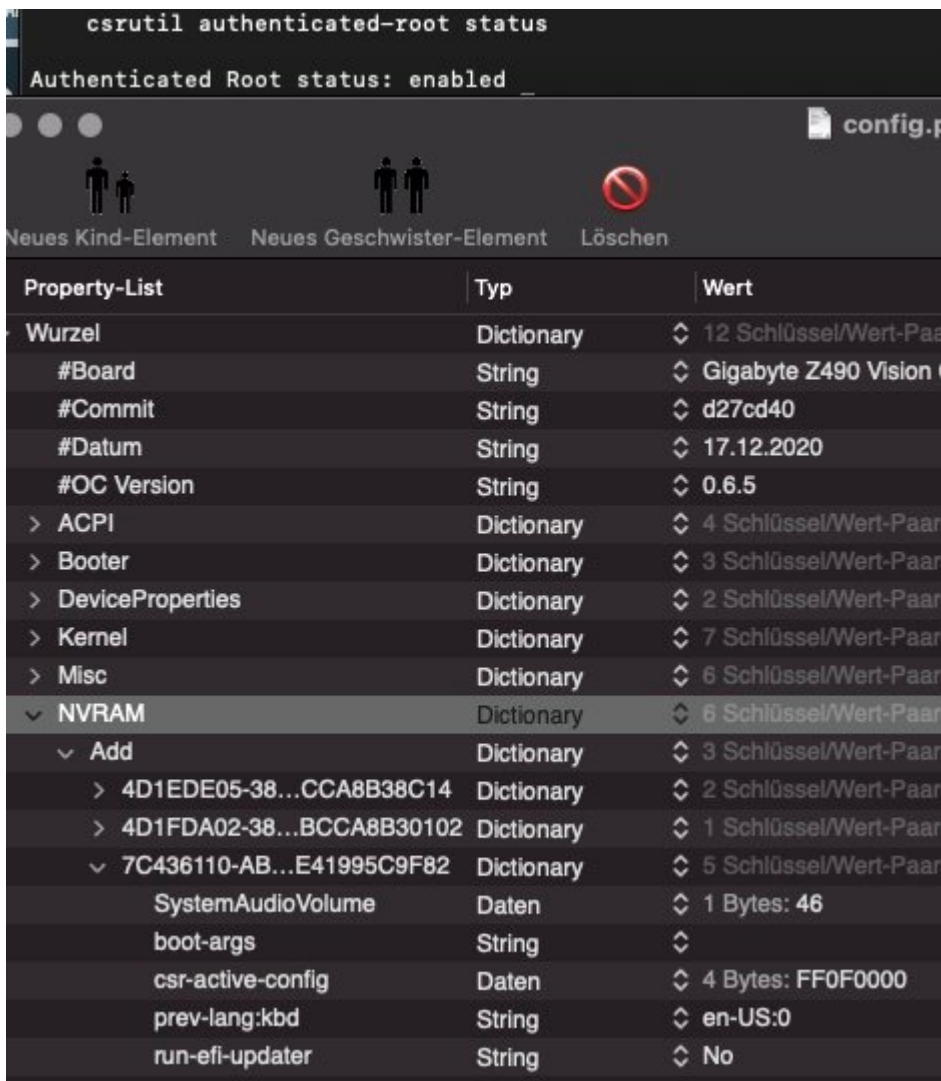 csrutil authenticated-root status
Authenticated Root status: enabled _
config.p
Neues Kind-Element Neues Geschwister-Element Löschen
Property-List Typ Wert
Wurzel Dictionary 12 Schlüssel/Wert-Paa
#Board String Gigabyte Z490 Vision
#Commit String d27cd40
#Datum String 17.12.2020
#OC Version String 0.6.5
ACPI Dictionary 4 Schlüssel/Wert-Paar
Booter Dictionary 3 Schlüssel/Wert-Paar
DeviceProperties Dictionary 2 Schlüssel/Wert-Paar
Kernel Dictionary 7 Schlüssel/Wert-Paar
Misc Dictionary 6 Schlüssel/Wert-Paar
NVRAM Dictionary 6 Schlüssel/Wert-Paar
Add Dictionary 3 Schlüssel/Wert-Paar
4D1EDE05-38...CCA8B38C14 Dictionary 2 Schlüssel/Wert-Paar
4D1FDA02-38...BCCA8B30102 Dictionary 1 Schlüssel/Wert-Paar
7C436110-AB...E41995C9F82 Dictionary 5 Schlüssel/Wert-Paar
SystemAudioVolume Daten 1 Bytes: 46
boot-args String
csr-active-config Daten 4 Bytes: FF0F0000
prev-lang:kbd String en-US:0
run-efi-updater String No